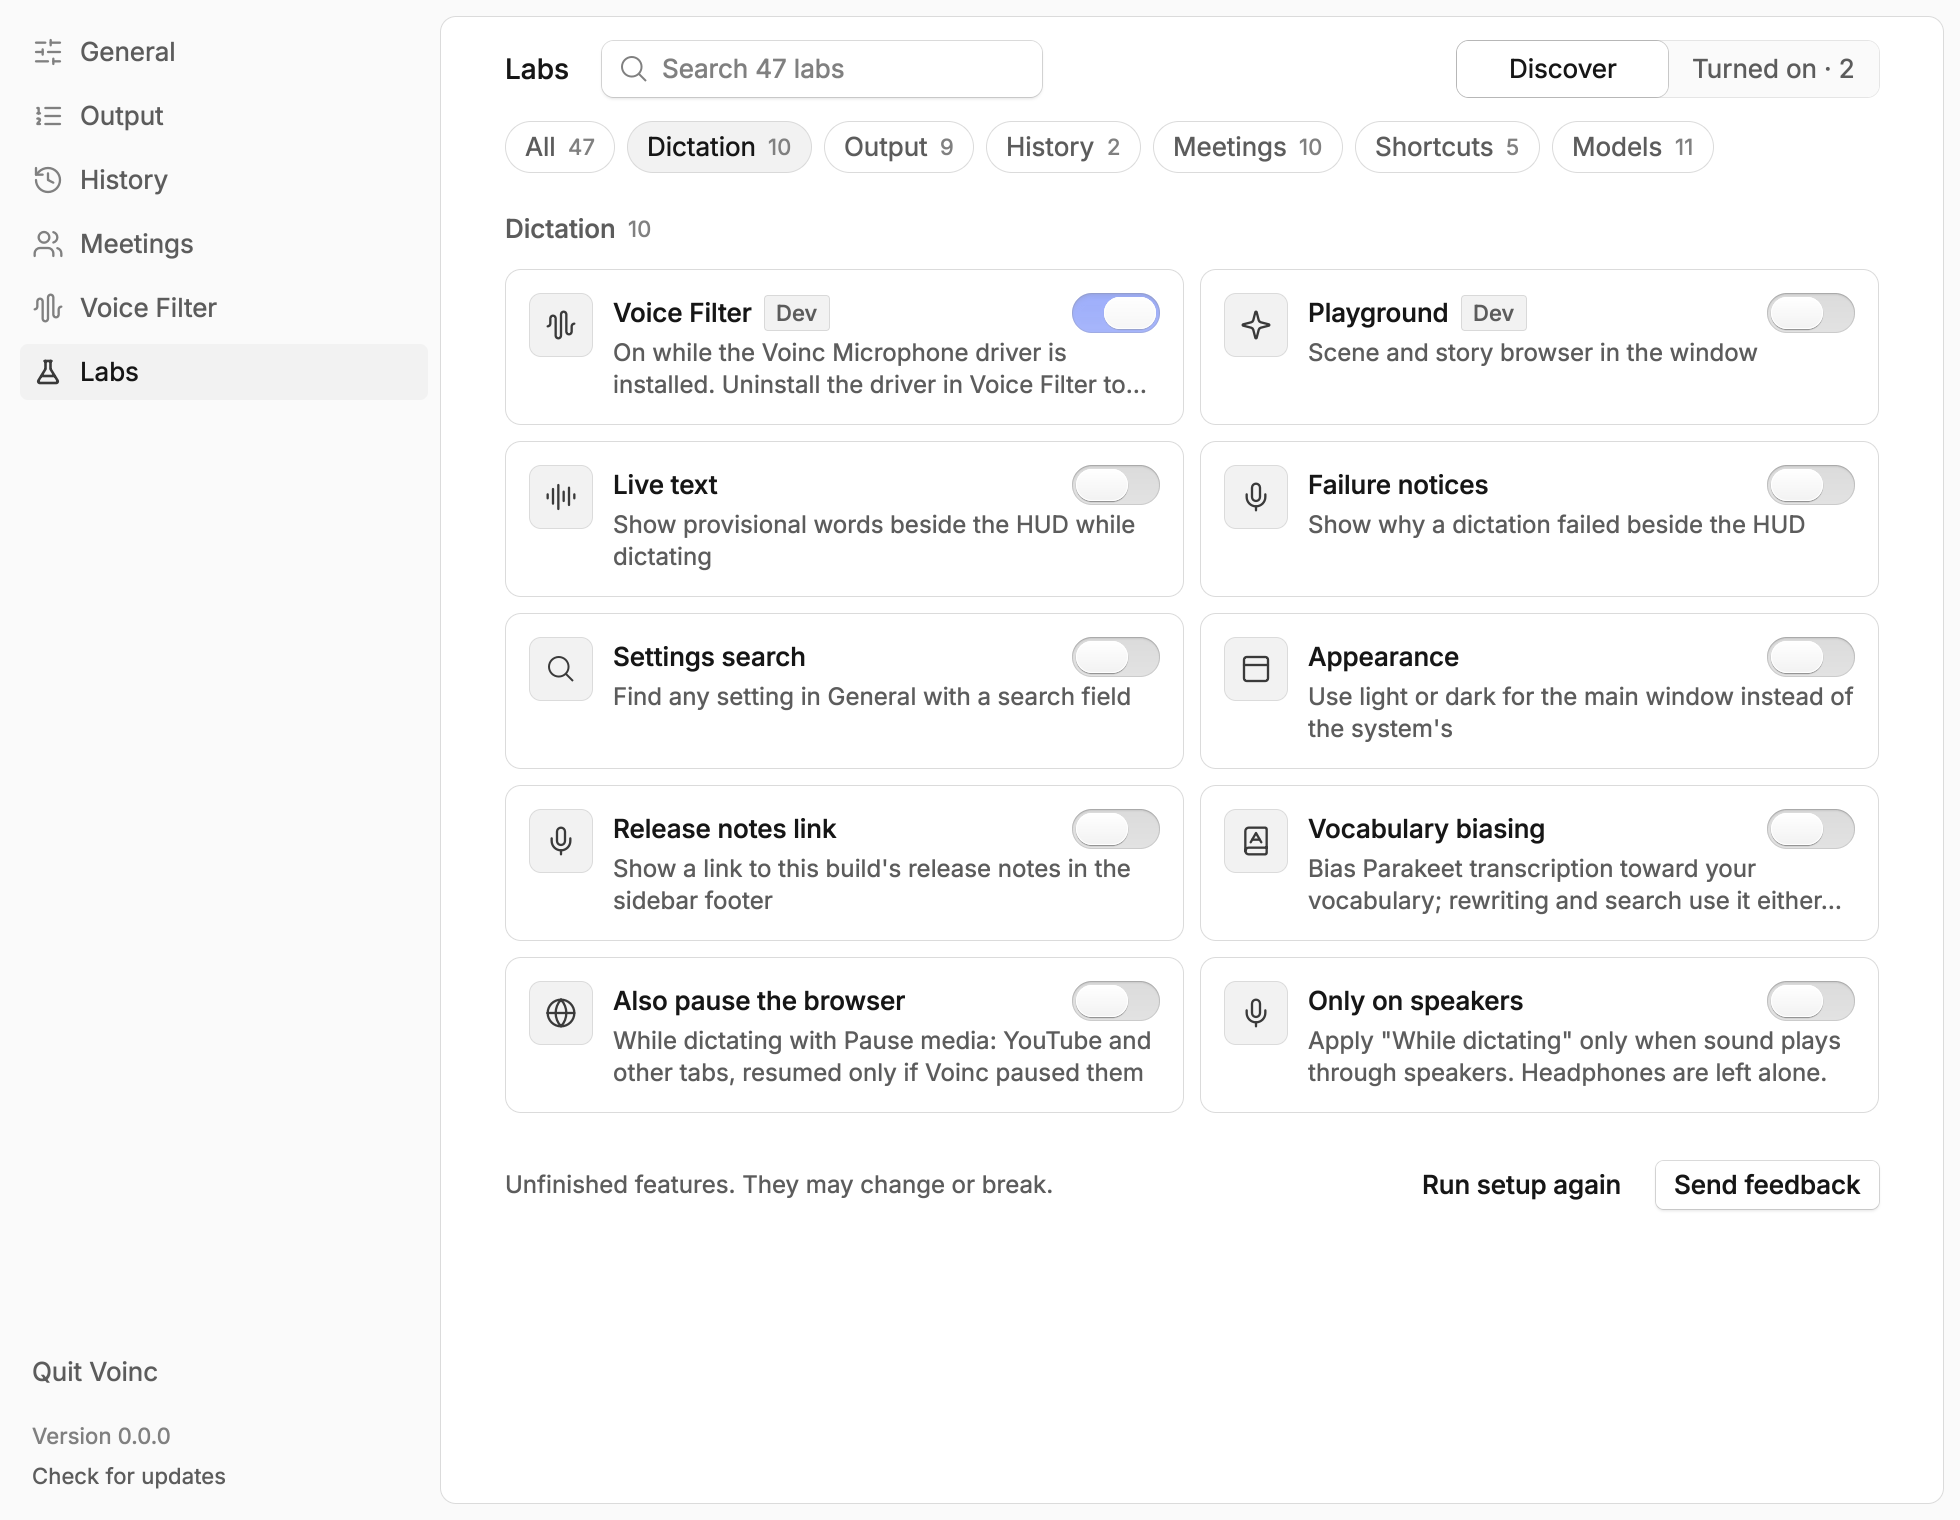 General
Output
History
Meetings
Voice Filter
Labs
Quit Voinc
Version 0.0.0
Check for updates
Labs
Search 47 labs
Discover
Turned on · 2
All 47
Dictation 10
Output 9
History 2
Meetings 10
Shortcuts 5
Models 11
Dictation 10
Voice Filter Dev
On while the Voinc Microphone driver is
installed. Uninstall the driver in Voice Filter to...
Playground Dev
Scene and story browser in the window
Live text
Show provisional words beside the HUD while
dictating
Failure notices
Show why a dictation failed beside the HUD
Settings search
Find any setting in General with a search field
Appearance
Use light or dark for the main window instead of
the system's
Release notes link
Show a link to this build's release notes in the
sidebar footer
Vocabulary biasing
Bias Parakeet transcription toward your
vocabulary; rewriting and search use it either...
Also pause the browser
While dictating with Pause media: YouTube and
other tabs, resumed only if Voinc paused them
Only on speakers
Apply "While dictating" only when sound plays
through speakers. Headphones are left alone.
Unfinished features. They may change or break.
Run setup again
Send feedback